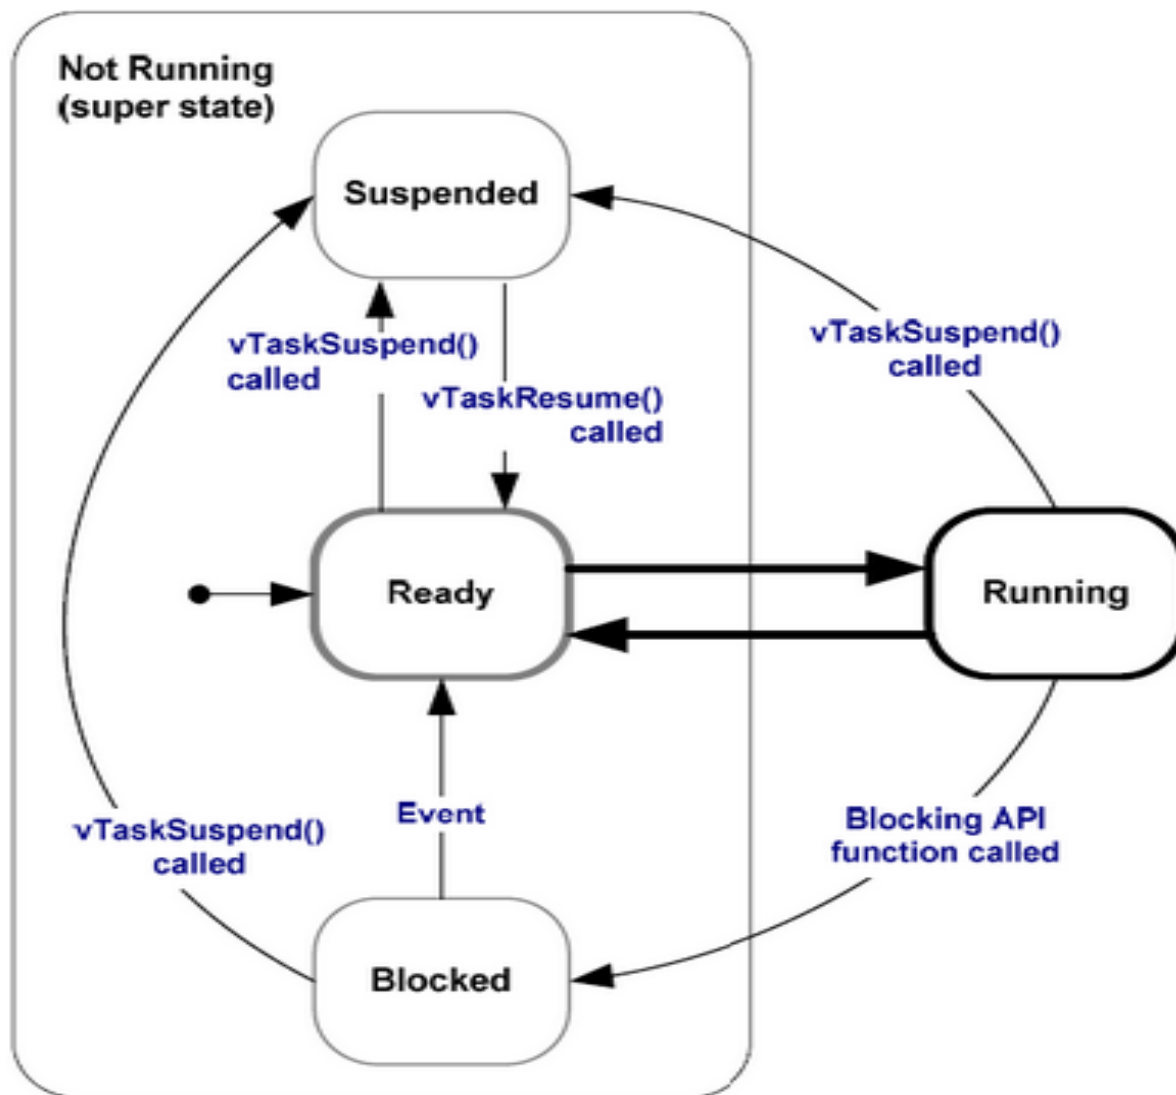 Not Running
(super state)
Suspended
vTaskSuspend()
called
vTaskResume()
called
vTaskSuspend()
called
Ready
Running
Event
vTaskSuspend()
called
Blocking API
function called
Blocked